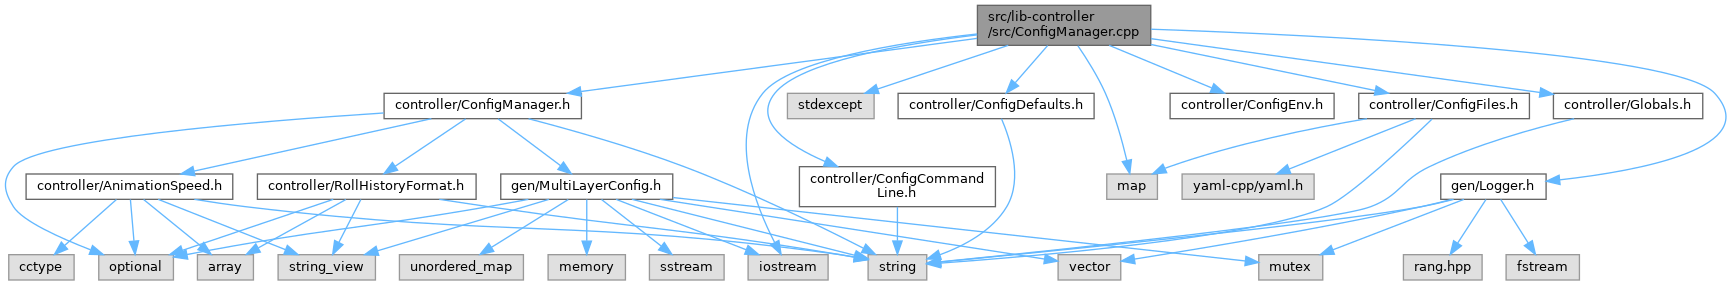 src/lib-controller
/src/ConfigManager.cpp
controller/ConfigManager.h
stdexcept
controller/ConfigDefaults.h
controller/ConfigEnv.h
controller/ConfigFiles.h
controller/Globals.h
controller/AnimationSpeed.h
controller/RollHistoryFormat.h
gen/MultiLayerConfig.h
controller/ConfigCommand
Line.h
map
yaml-cpp/yaml.h
gen/Logger.h
cctype
optional
array
string_view
unordered_map
memory
sstream
iostream
string
vector
mutex
rang.hpp
fstream